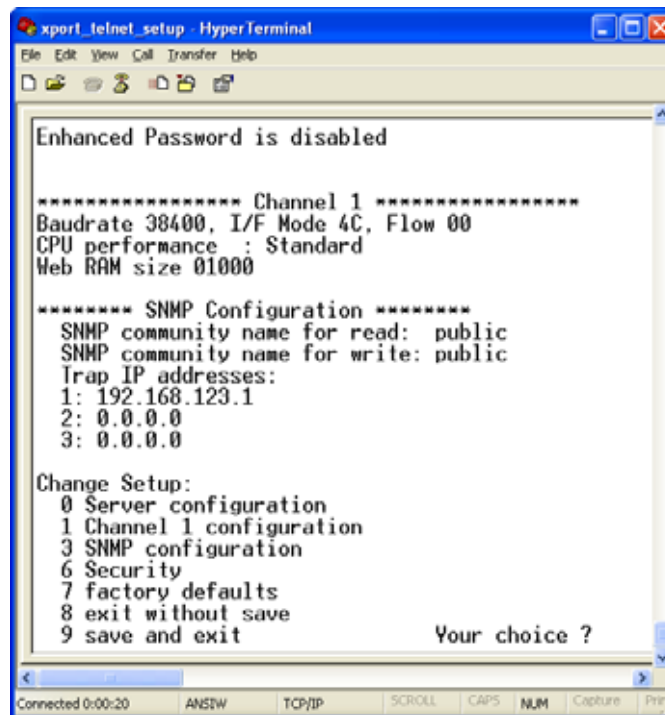 xport_telnet_setup - HyperTerminal
File Edit View Call Transfer Help
Enhanced Password is disabled
***************** Channel 1 *****************
Baudrate 38400, I/F Mode 4C, Flow 00
CPU performance  : Standard
Web RAM size 01000
******** SNMP Configuration ********
SNMP community name for read:  public
SNMP community name for write: public
Trap IP addresses:
1: 192.168.123.1
2: 0.0.0.0
3: 0.0.0.0
Change Setup:
0 Server configuration
1 Channel 1 configuration
3 SNMP configuration
6 Security
7 factory defaults
8 exit without save
9 save and exit                Your choice ?
Connected 0:00:20 ANSIW TCP/IP SCROLL CAPS NUM Capture Prin